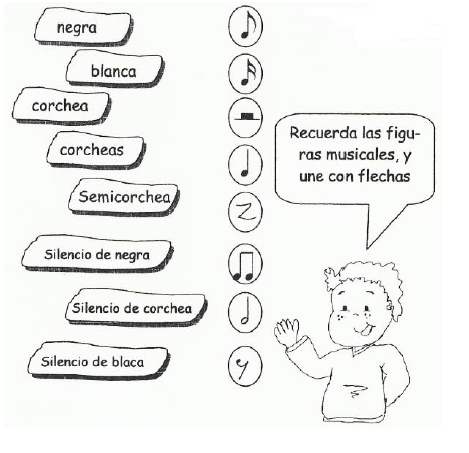 negra
blanca
corchea
corcheas
Semicorchea
Silencio de negra
Silencio de corchea
Silencio de blaca
Recuerda las figu-
ras musicales, y
une con flechas